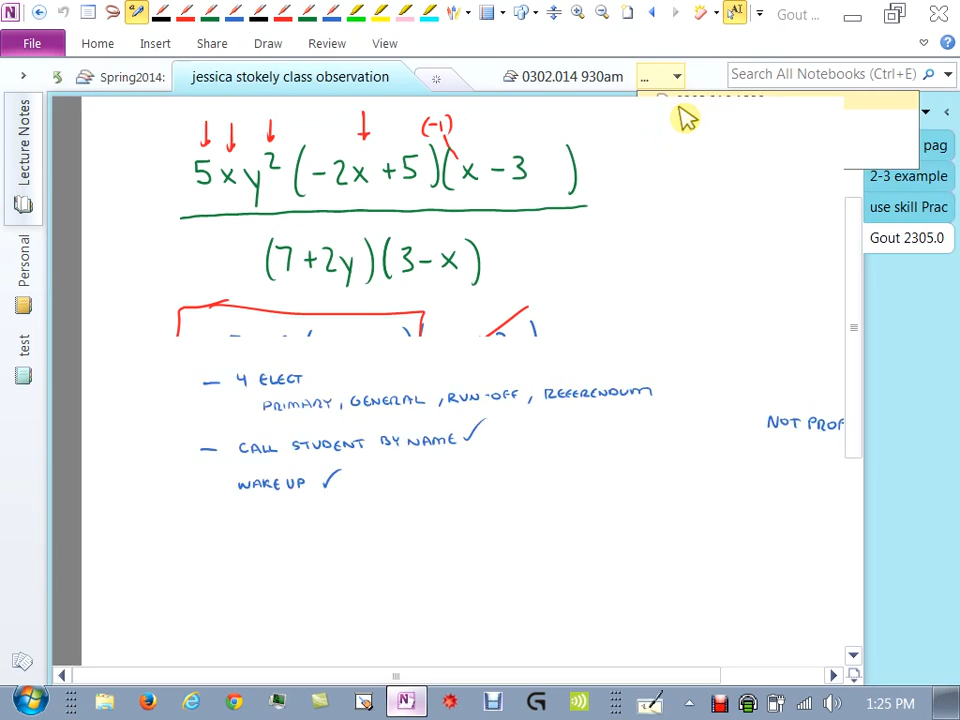 Gout ...
File
Home
Insert
Share
Draw
Review
View
Spring2014:
jessica stokely class observation
0302.014 930am
...
Search All Notebooks (Ctrl+E)
Lecture Notes
Personal
test
pag
2-3 example
use skill Prac
Gout 2305.0
(-1)
5xy² (-2x +5)(x - 3 )
(7 +2y)(3 - x )
- 4 ELECT
PRIMARY, GENERAL, RUN-OFF, REFERENDUM
NOT PROF
- CALL STUDENT BY NAME ✓
WAKE UP ✓
1:25 PM